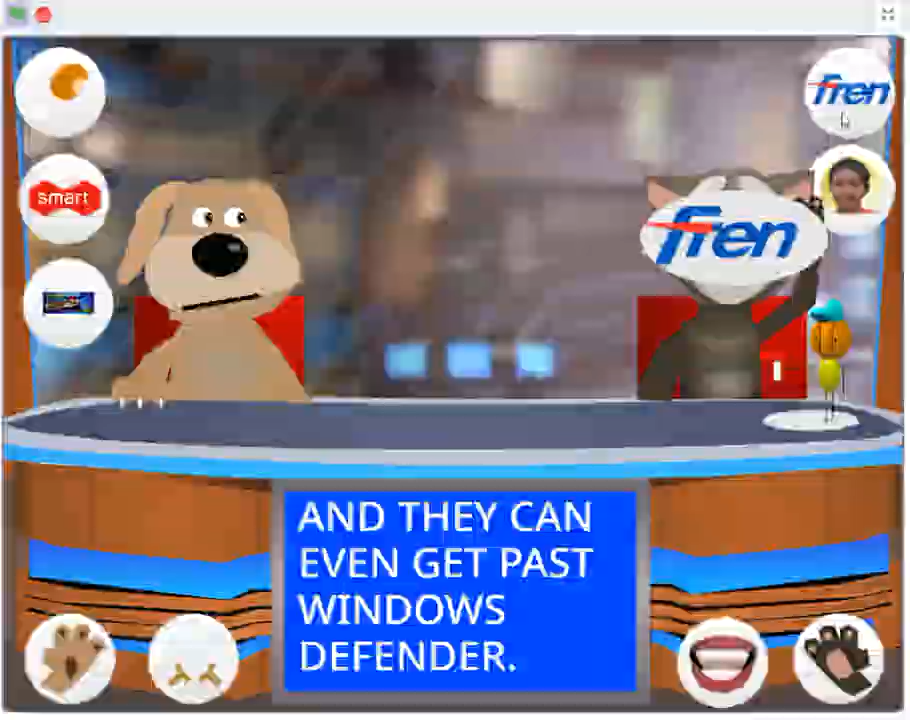 fren
smart
fren
AND THEY CAN
EVEN GET PAST
WINDOWS
DEFENDER.